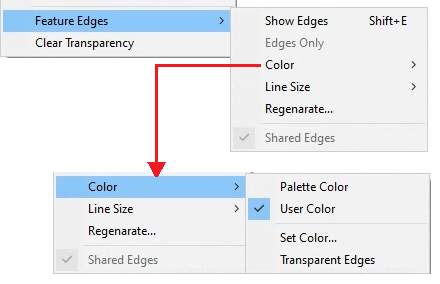 Feature Edges
Clear Transparency
Show Edges Shift+E
Edges Only
Color
Line Size
Regenarate...
Shared Edges
Color
Line Size
Regenarate...
Shared Edges
Palette Color
User Color
Set Color...
Transparent Edges